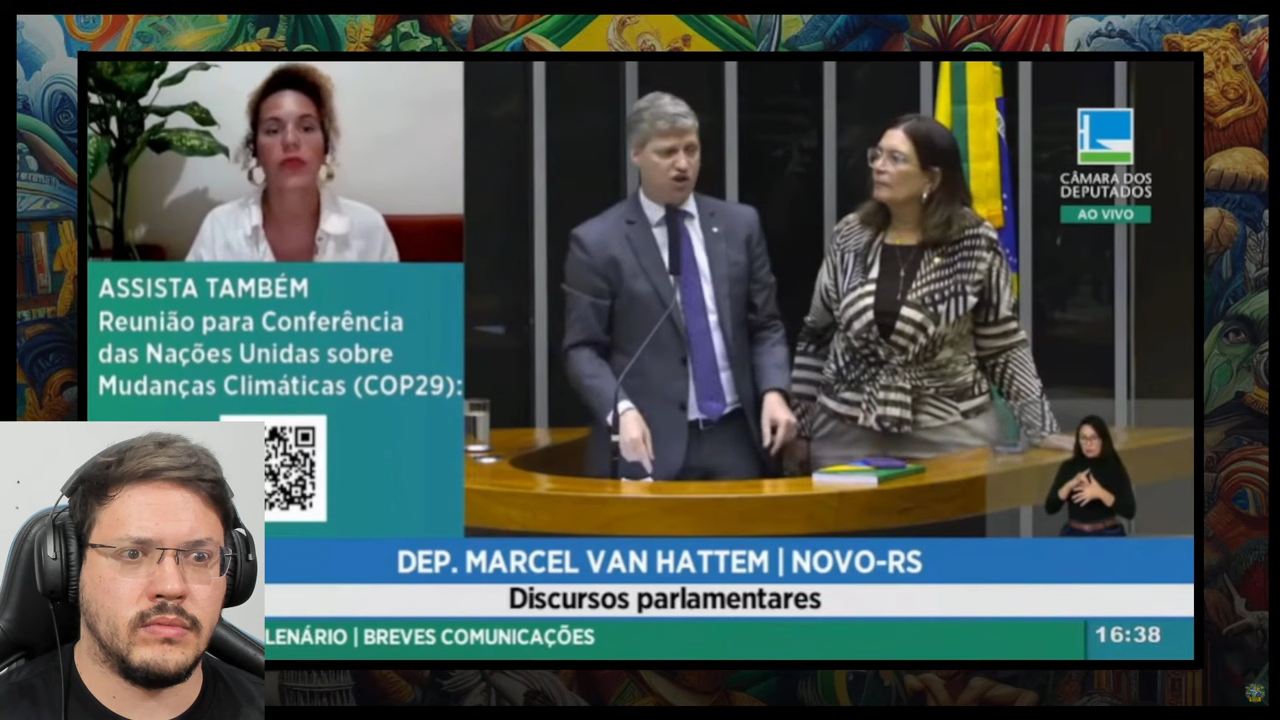 CÂMARA DOS
DEPUTADOS
AO VIVO
ASSISTA TAMBÉM
Reunião para Conferência
das Nações Unidas sobre
Mudanças Climáticas (COP29):
DEP. MARCEL VAN HATTEM | NOVO-RS
Discursos parlamentares
LENÁRIO | BREVES COMUNICAÇÕES
16:38